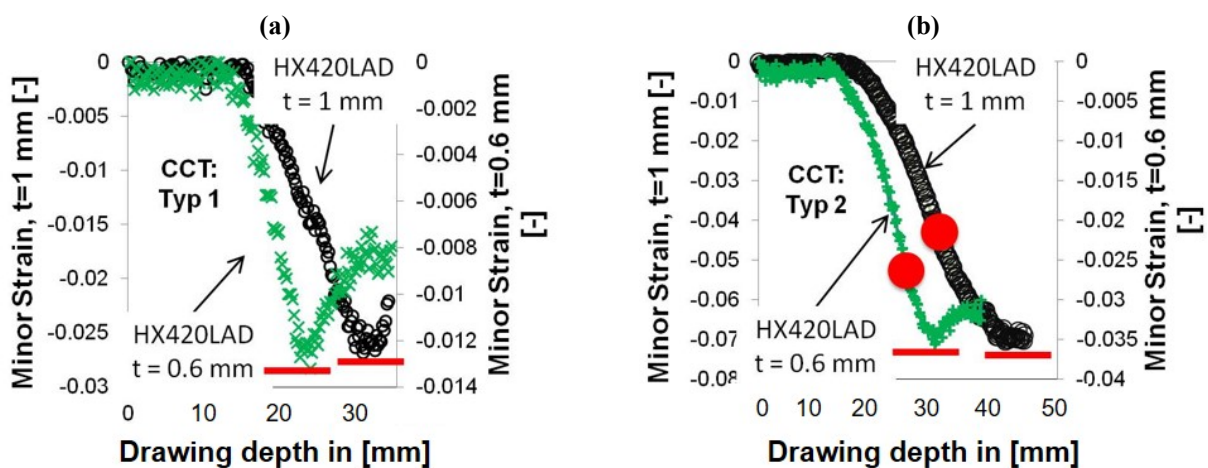 (a)
Minor Strain, t=1 mm [-]
0
-0.005
-0.01
-0.015
-0.02
-0.025
-0.03
HX420LAD
t = 1 mm
CCT:
Typ 1
HX420LAD
t = 0.6 mm
0
-0.002
-0.004
-0.006
-0.008
-0.01
-0.012
-0.014
Minor Strain, t=0.6 mm
[-]
0 10 20 30
Drawing depth in [mm]
(b)
Minor Strain, t=1 mm [-]
0
-0.01
-0.02
-0.03
-0.04
-0.05
-0.06
-0.07
-0.08
HX420LAD
t = 1 mm
CCT:
Typ 2
HX420LAD
t = 0.6 mm
0
-0.005
-0.01
-0.015
-0.02
-0.025
-0.03
-0.035
-0.04
Minor Strain, t=0.6 mm
[-]
0 10 20 30 40 50
Drawing depth in [mm]